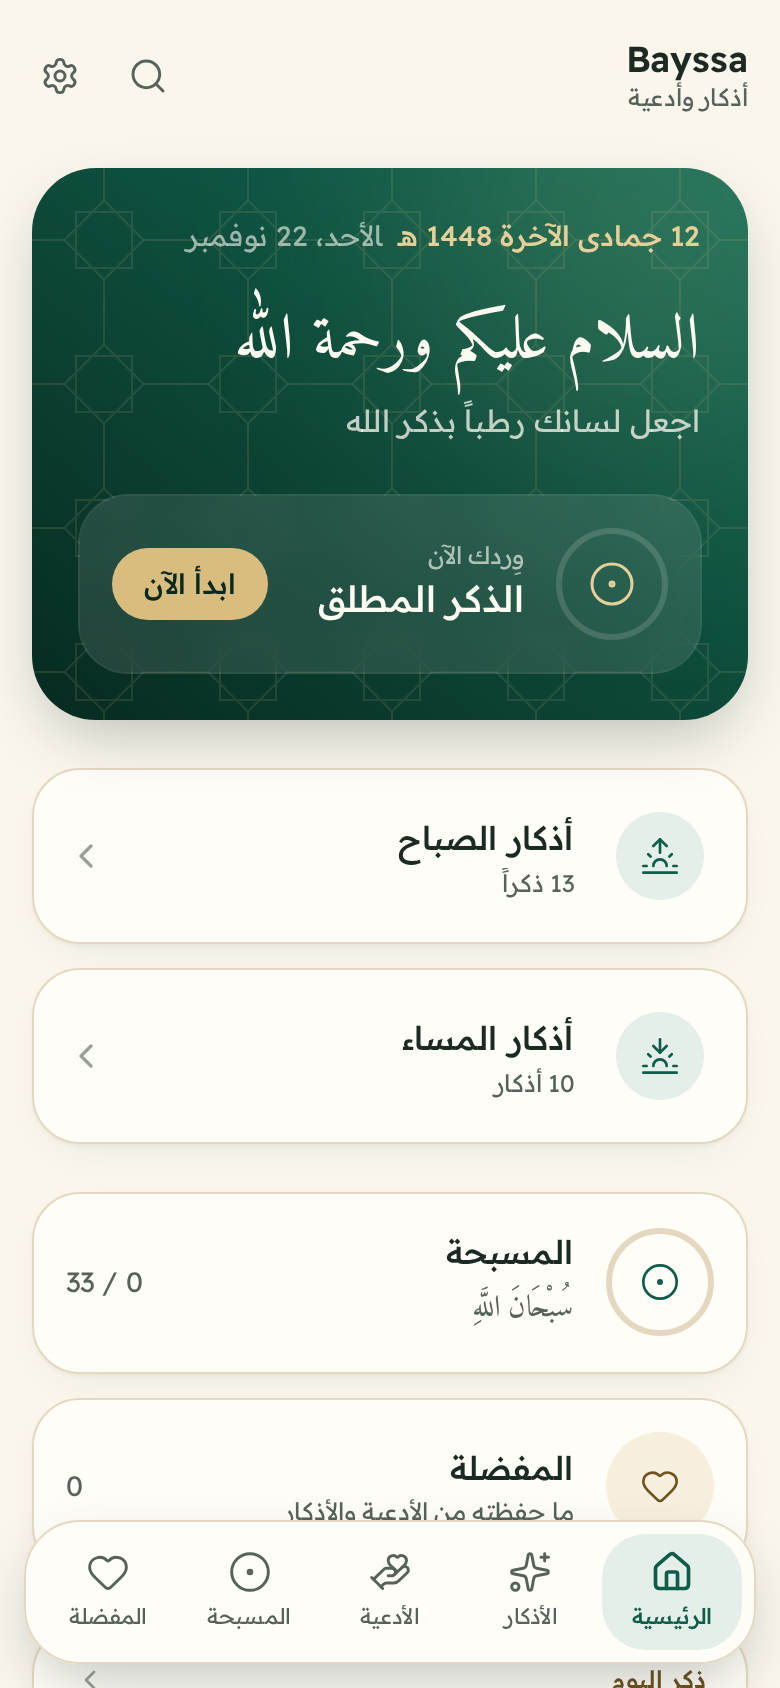 Bayssa
أذكار وأدعية
12 جمادى الآخرة 1448 هـ الأحد، 22 نوفمبر
السلام عليكم ورحمة الله
اجعل لسانك رطباً بذكر الله
وِردك الآن
الذكر المطلق
ابدأ الآن
أذكار الصباح
13 ذكراً
أذكار المساء
10 أذكار
المسبحة
سُبْحَانَ اللَّهِ
33 / 0
المفضلة
ما حفظته من الأدعية والأذكار
0
الرئيسية
الأذكار
الأدعية
المسبحة
المفضلة
ذكر اليوم